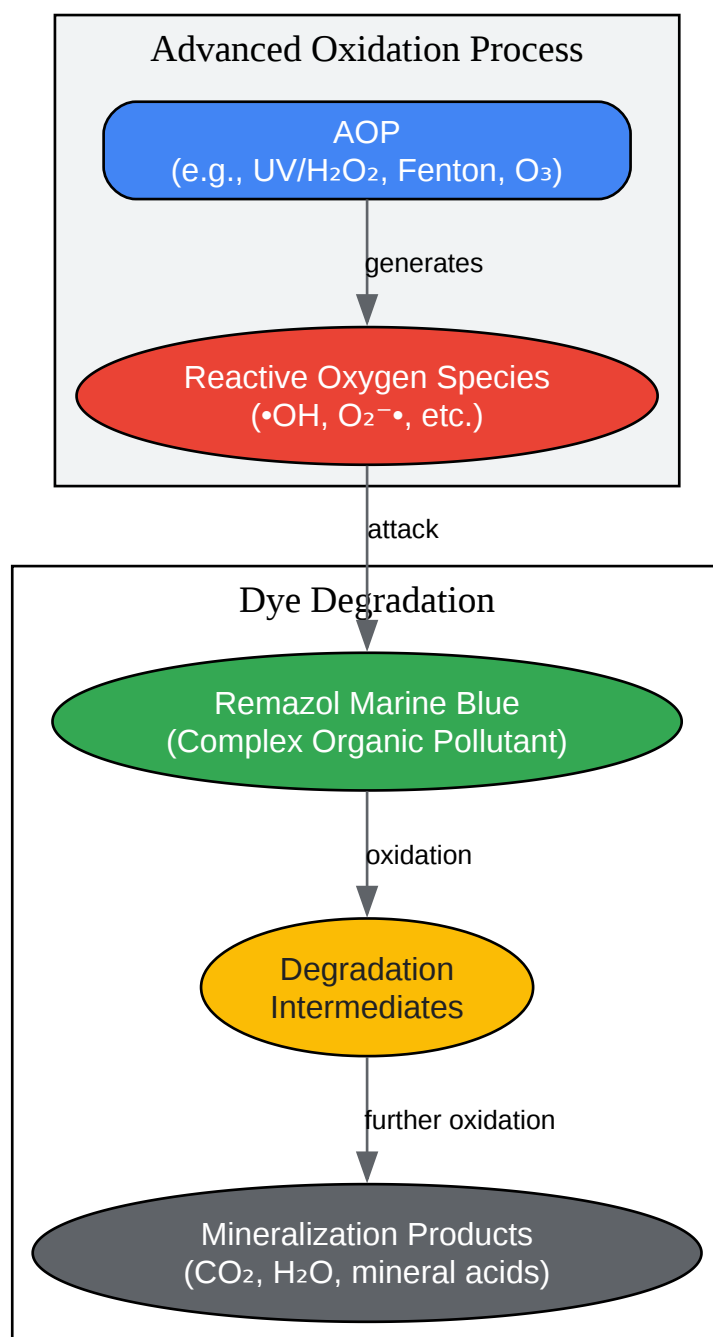 Advanced Oxidation Process
AOP
(e.g., UV/H₂O₂, Fenton, O₃)
generates
Reactive Oxygen Species
(•OH, O₂⁻•, etc.)
attack
Dye Degradation
Remazol Marine Blue
(Complex Organic Pollutant)
oxidation
Degradation
Intermediates
further oxidation
Mineralization Products
(CO₂, H₂O, mineral acids)